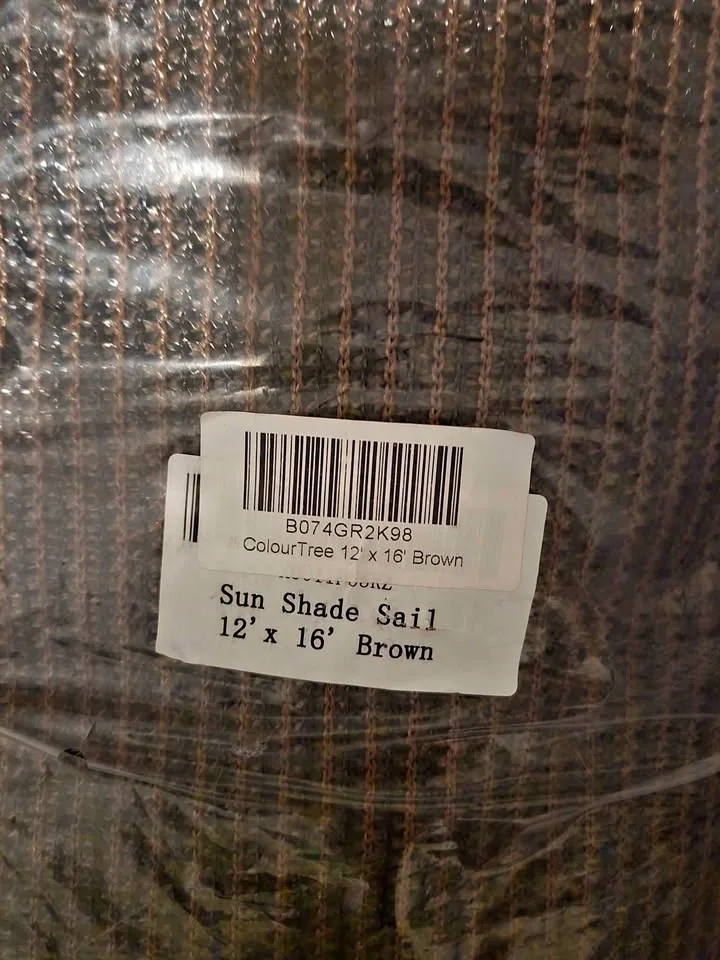 B074GR2K98
ColourTree 12' x 16' Brown
Sun Shade Sail
12' x 16' Brown